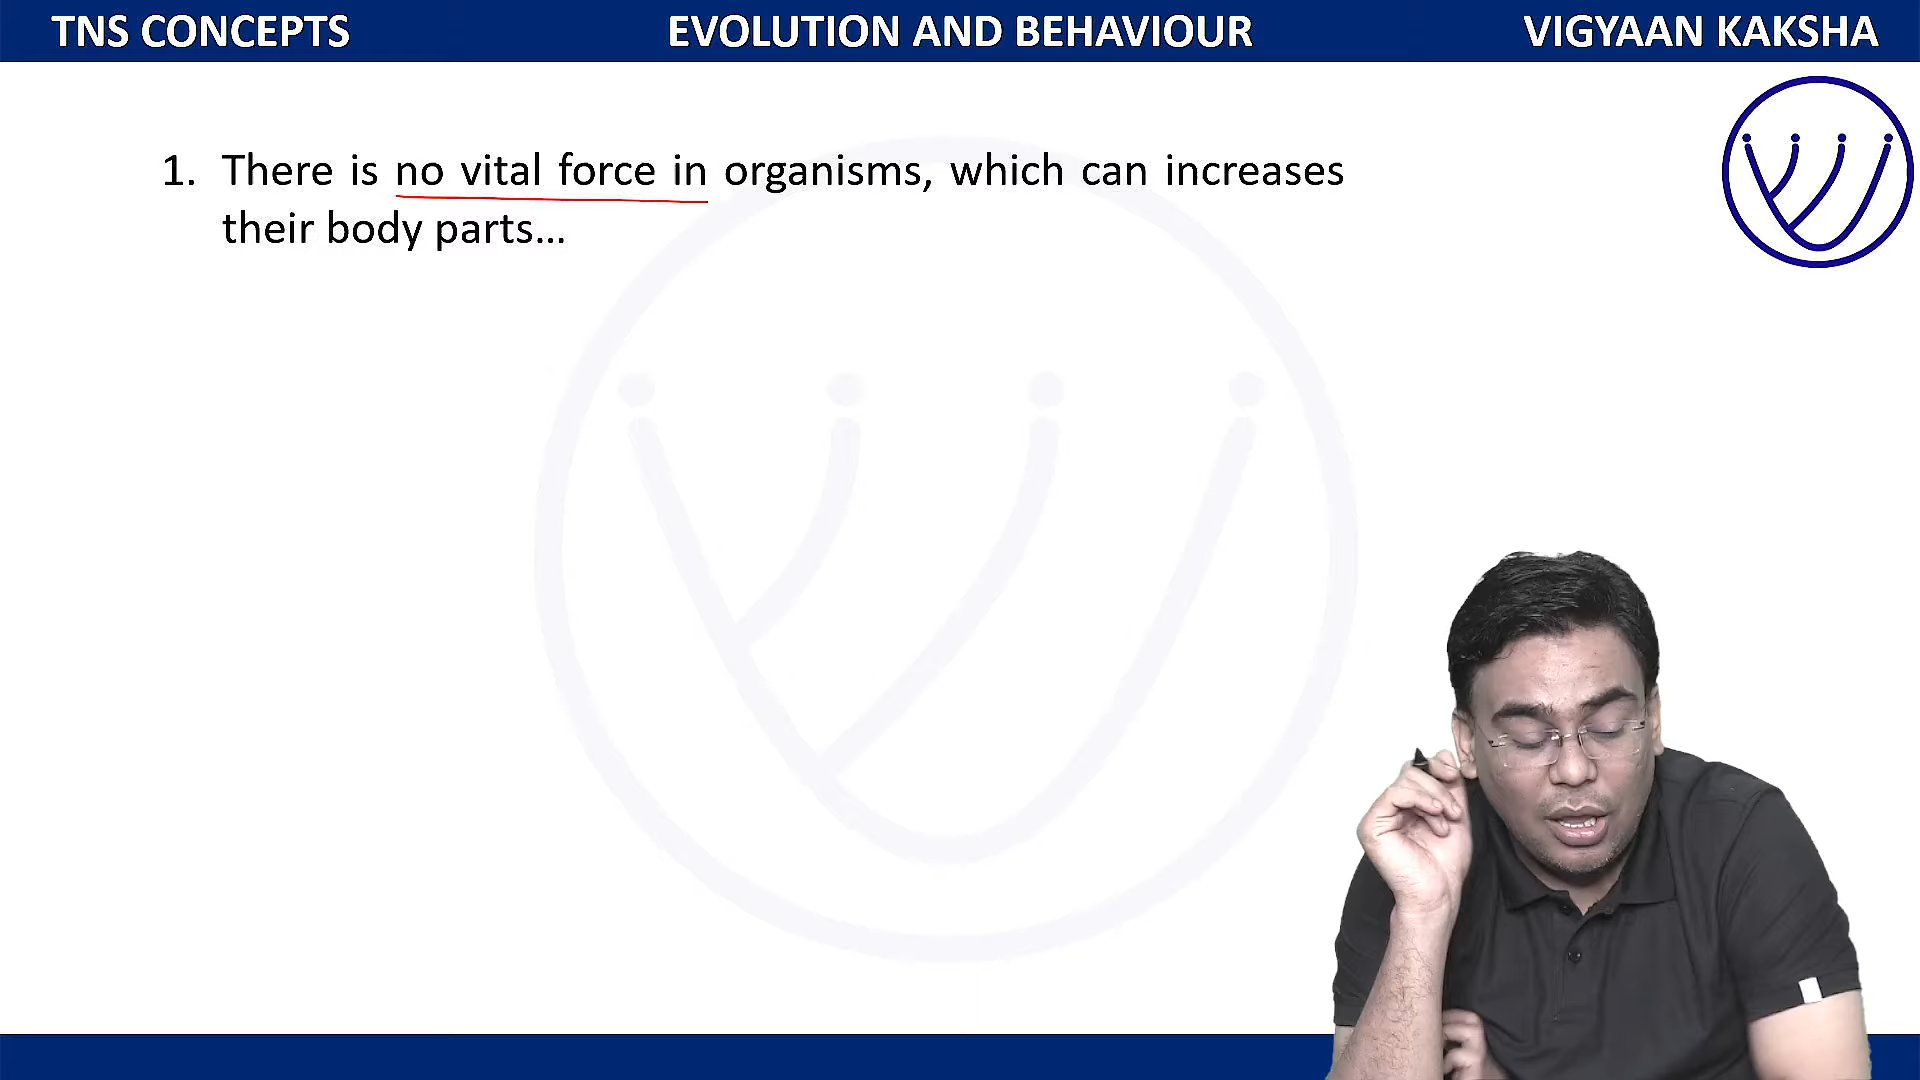 TNS CONCEPTS
EVOLUTION AND BEHAVIOUR
VIGYAAN KAKSHA
1. There is no vital force in organisms, which can increases
their body parts...